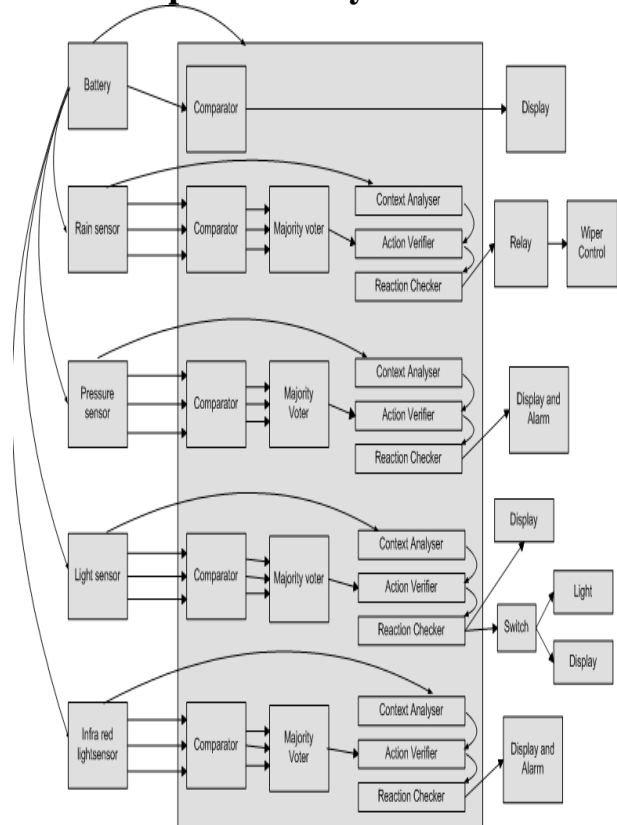 Battery
Comparator
Display
Rain sensor
Comparator
Majority voter
Context Analyser
Action Verifier
Reaction Checker
Relay
Wiper
Control
Pressure
sensor
Comparator
Majority
Voter
Context Analyser
Action Verifier
Reaction Checker
Display and
Alarm
Light sensor
Comparator
Majority voter
Context Analyser
Action Verifier
Reaction Checker
Display
Switch
Light
Display
Infra red
lightsensor
Comparator
Majority
Voter
Context Analyser
Action Verifier
Reaction Checker
Display and
Alarm